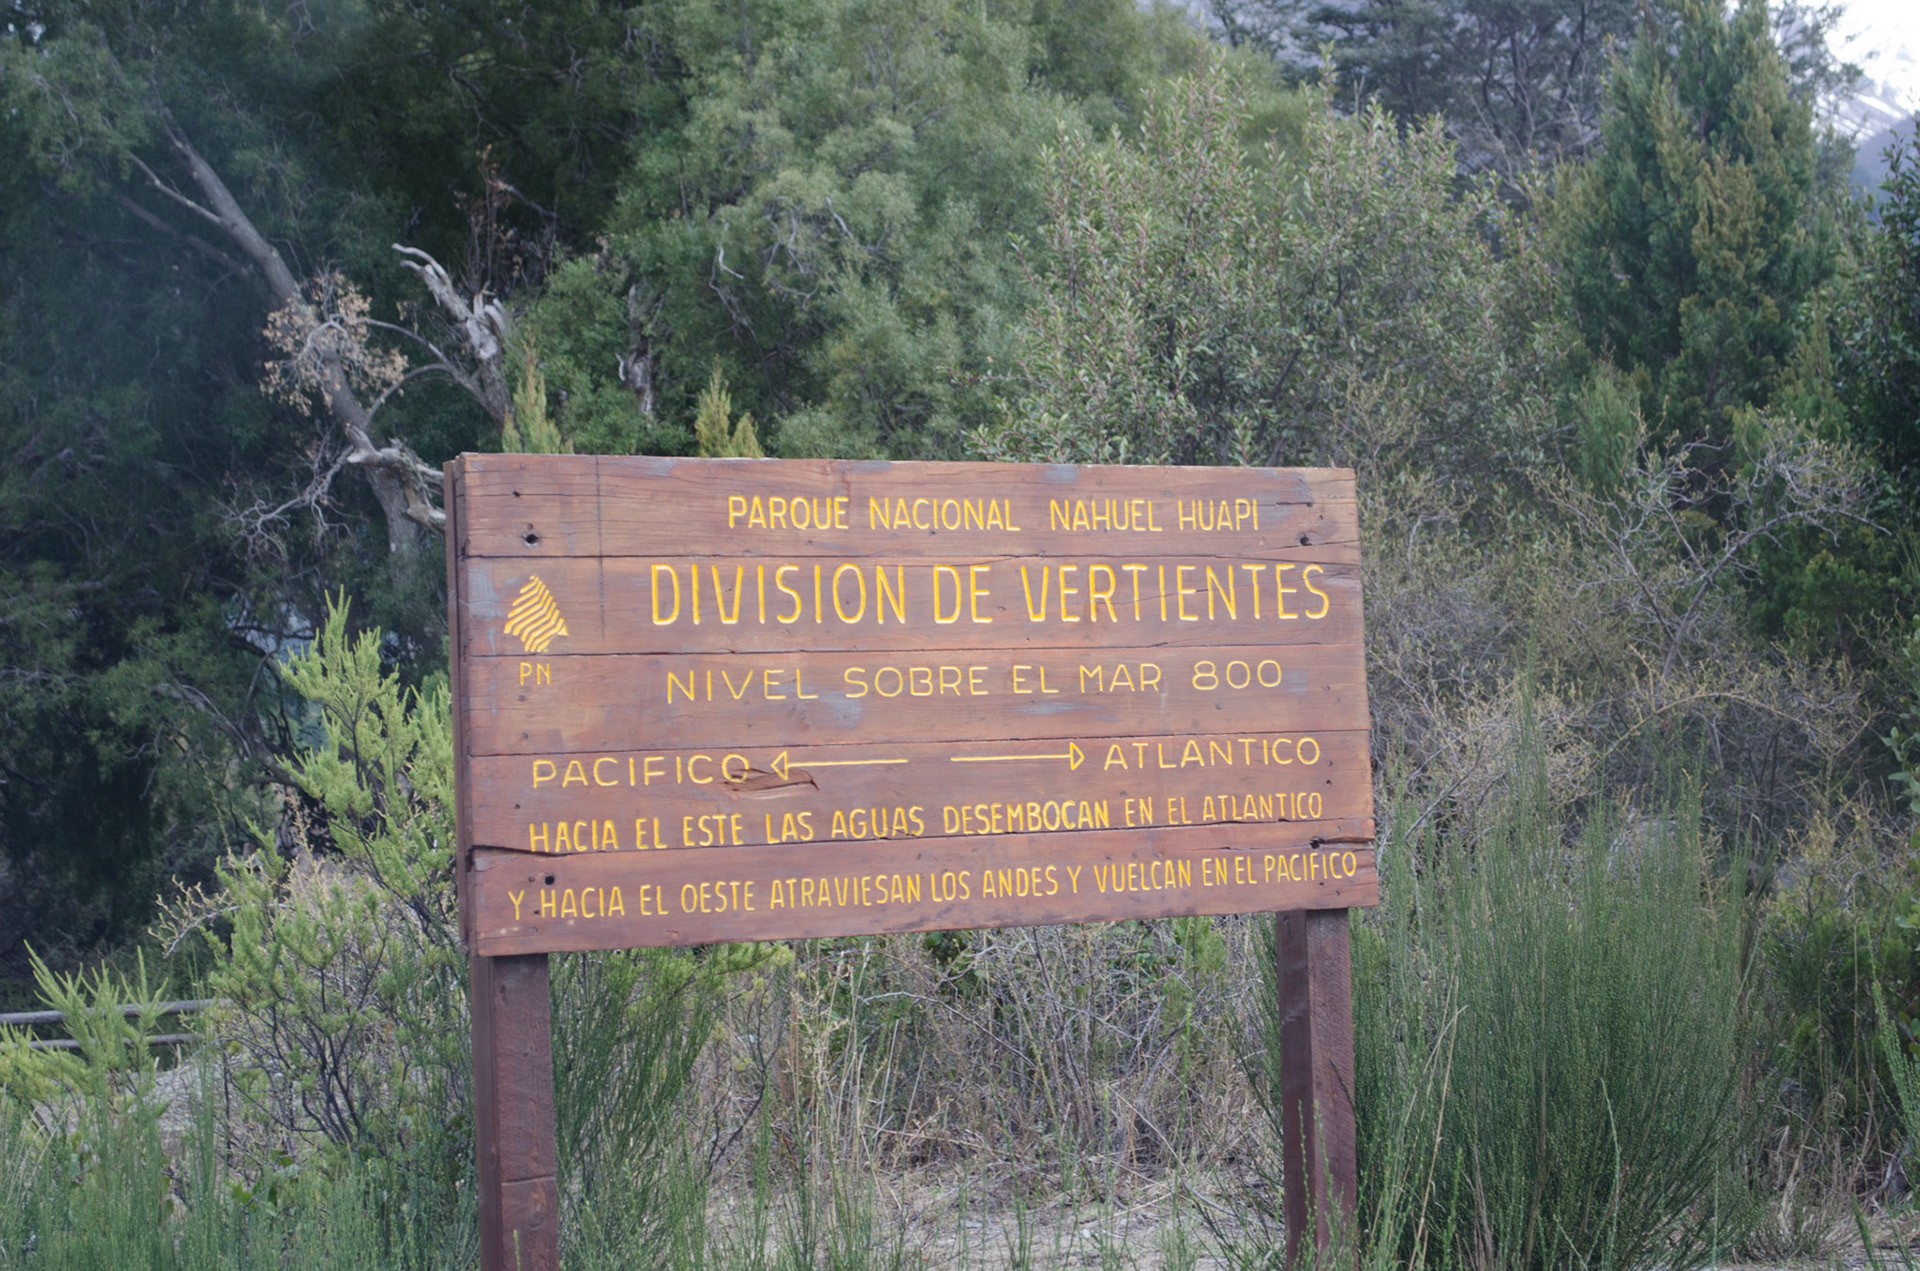 PARQUE NACIONAL NAHUEL HUAPI
DIVISION DE VERTIENTES
PN
NIVEL SOBRE EL MAR 800
PACIFICO ATLANTICO
HACIA EL ESTE LAS AGUAS DESEMBOCAN EN EL ATLANTICO
Y HACIA EL OESTE ATRAVIESAN LOS ANDES Y VUELCAN EN EL PACIFICO